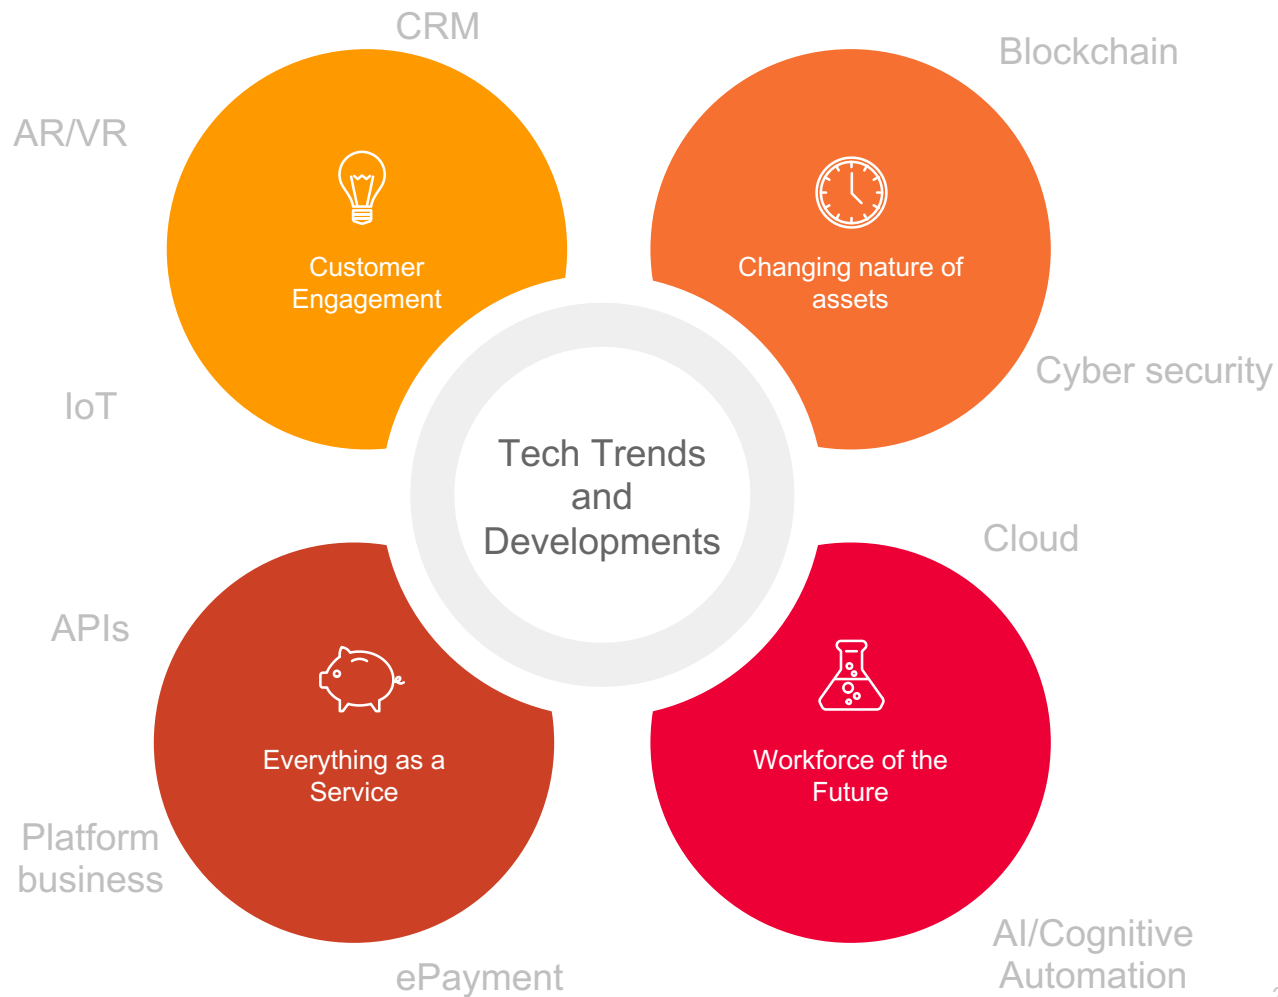 CRM
Blockchain
AR/VR
Customer
Engagement
Changing nature of
assets
Cyber security
IoT
Tech Trends
and
Developments
Cloud
APIs
Everything as a
Service
Workforce of the
Future
Platform
business
AI/Cognitive
Automation
ePayment